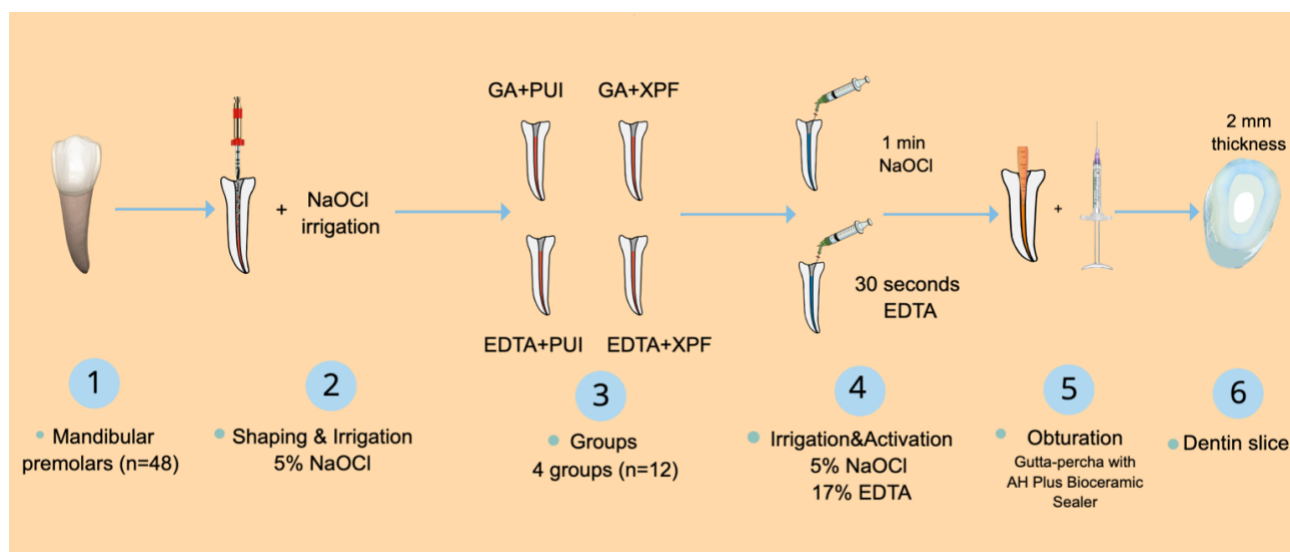 GA+PUI
GA+XPF
EDTA+PUI
EDTA+XPF
+
NaOCl
irrigation
1 min
NaOCl
30 seconds
EDTA
+
2 mm
thickness
1
Mandibular
premolars (n=48)
2
Shaping & Irrigation
5% NaOCl
3
Groups
4 groups (n=12)
4
Irrigation&Activation
5% NaOCl
17% EDTA
5
Obturation
Gutta-percha with
AH Plus Bioceramic
Sealer
6
Dentin slice